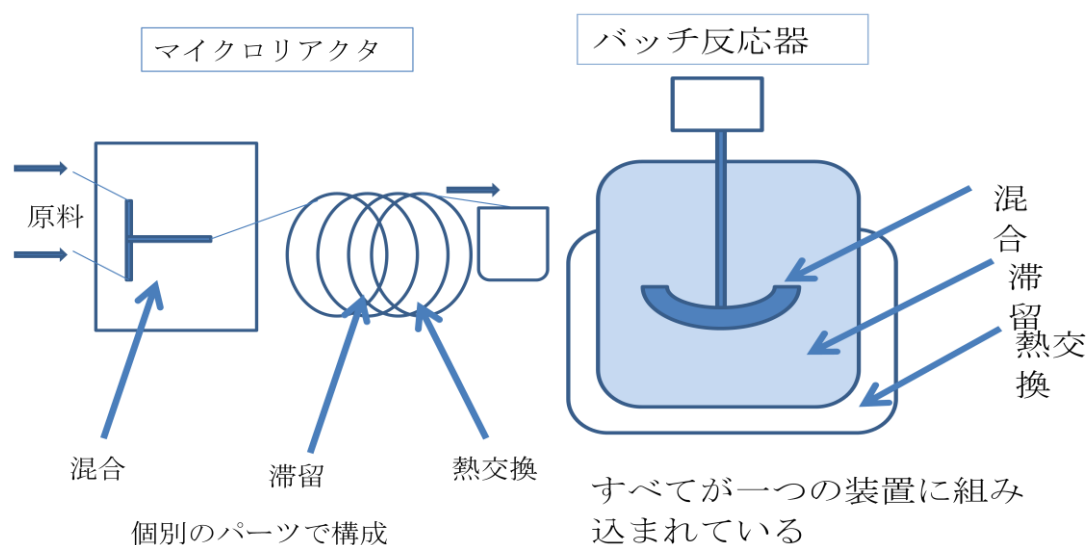 マイクロリアクタ
バッチ反応器
原料
混合
滞留
熱交換
個別のパーツで構成
混
合
滞
留
熱交
換
すべてが一つの装置に組み
込まれている